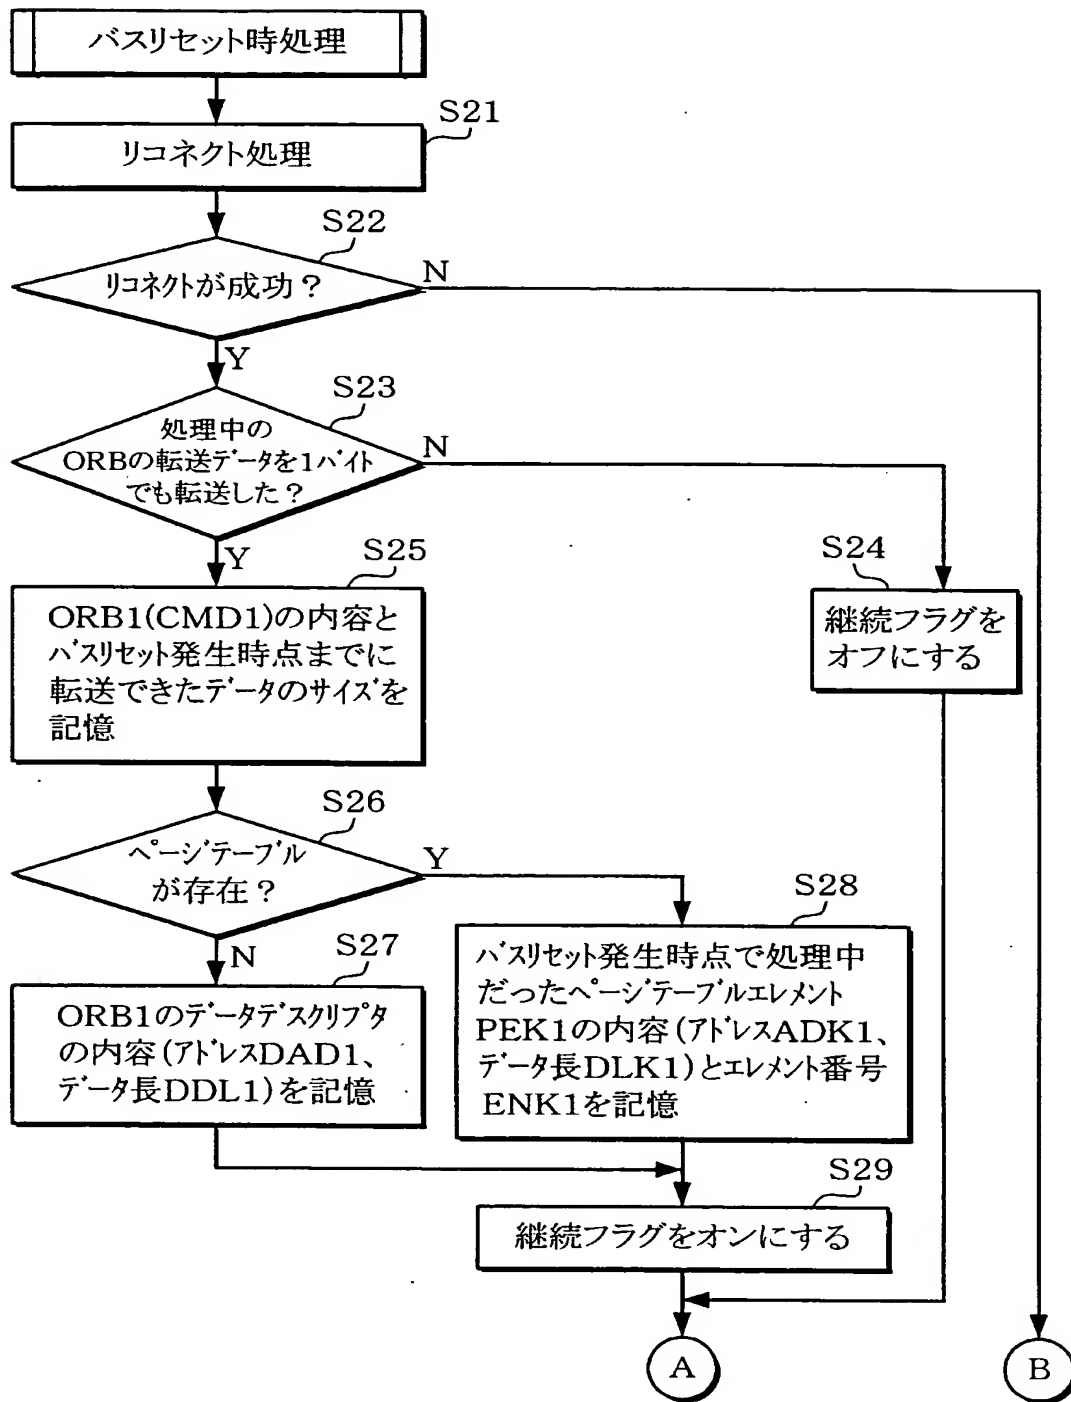 バスリセット時処理
S21
リコネクト処理
S22
リコネクトが成功？
N
Y
S23
処理中の
ORBの転送データを1バイト
でも転送した？
N
Y
S24
継続フラグを
オフにする
S25
ORB1(CMD1)の内容と
バスリセット発生時点までに
転送できたデータのサイズを
記憶
S26
ページテーブル
が存在？
Y
N
S27
ORB1のデータデスクリプタ
の内容(アドレスDAD1、
データ長DDL1)を記憶
S28
バスリセット発生時点で処理中
だったページテーブルエレメント
PEK1の内容(アドレスADK1、
データ長DLK1)とエレメント番号
ENK1を記憶
S29
継続フラグをオンにする
A
B